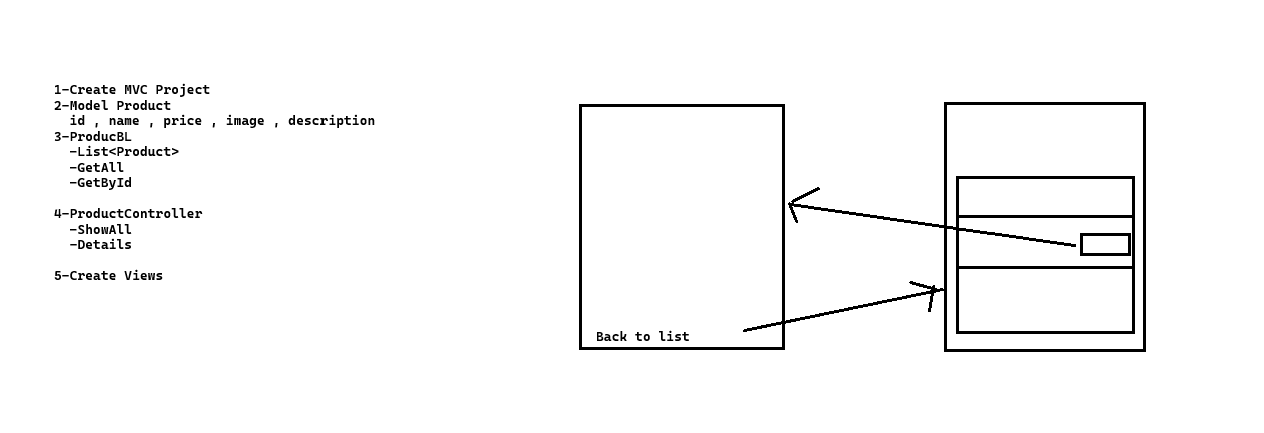 1-Create MVC Project
2-Model Product
id , name , price , image , description
3-ProducBL
-List<Product>
-GetAll
-GetById
4-ProductController
-ShowAll
-Details
5-Create Views
Back to list